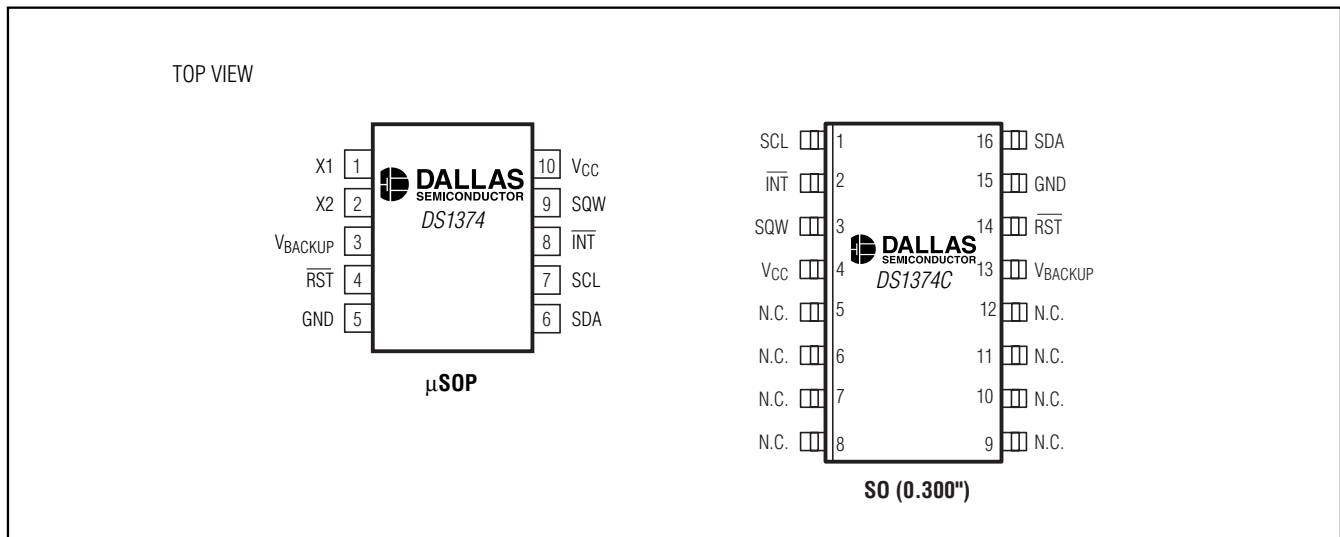 TOP VIEW
X1 1
X2 2
VBACKUP 3
RST 4
GND 5
10 VCC
9 SQW
8 INT
7 SCL
6 SDA
DALLAS
SEMICONDUCTOR
DS1374
µSOP
SCL 1
INT 2
SQW 3
VCC 4
N.C. 5
N.C. 6
N.C. 7
N.C. 8
16 SDA
15 GND
14 RST
13 VBACKUP
12 N.C.
11 N.C.
10 N.C.
9 N.C.
DALLAS
SEMICONDUCTOR
DS1374C
SO (0.300")